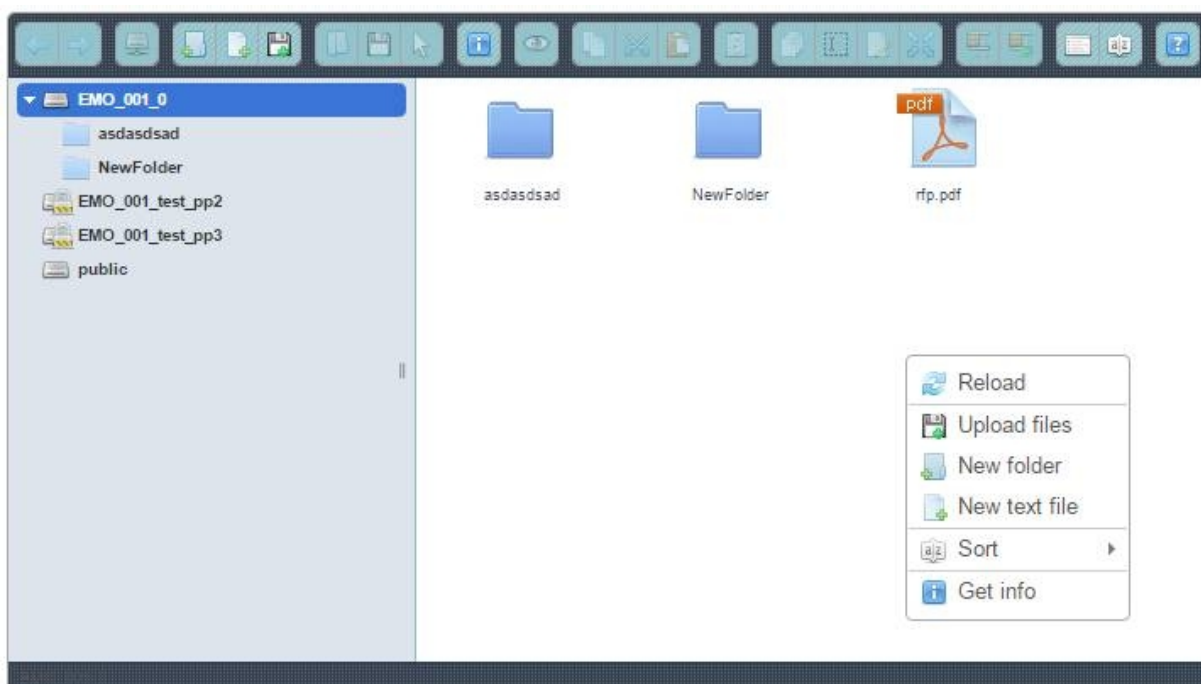 EMO_001_0
asdasdsad
NewFolder
EMO_001_test_pp2
EMO_001_test_pp3
public
pdf
asdasdsad
NewFolder
rfp.pdf
Reload
Upload files
New folder
New text file
Sort
Get info